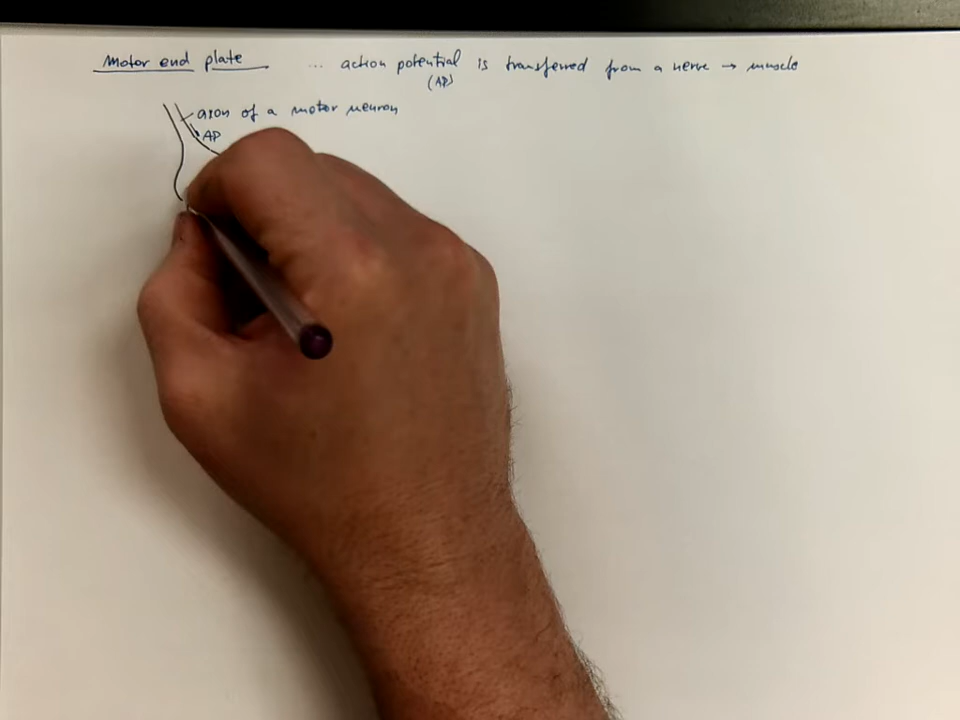 Motor end plate ... action potential is transferred from a nerve → muscle
(AP)
axon of a motor neuron
AP